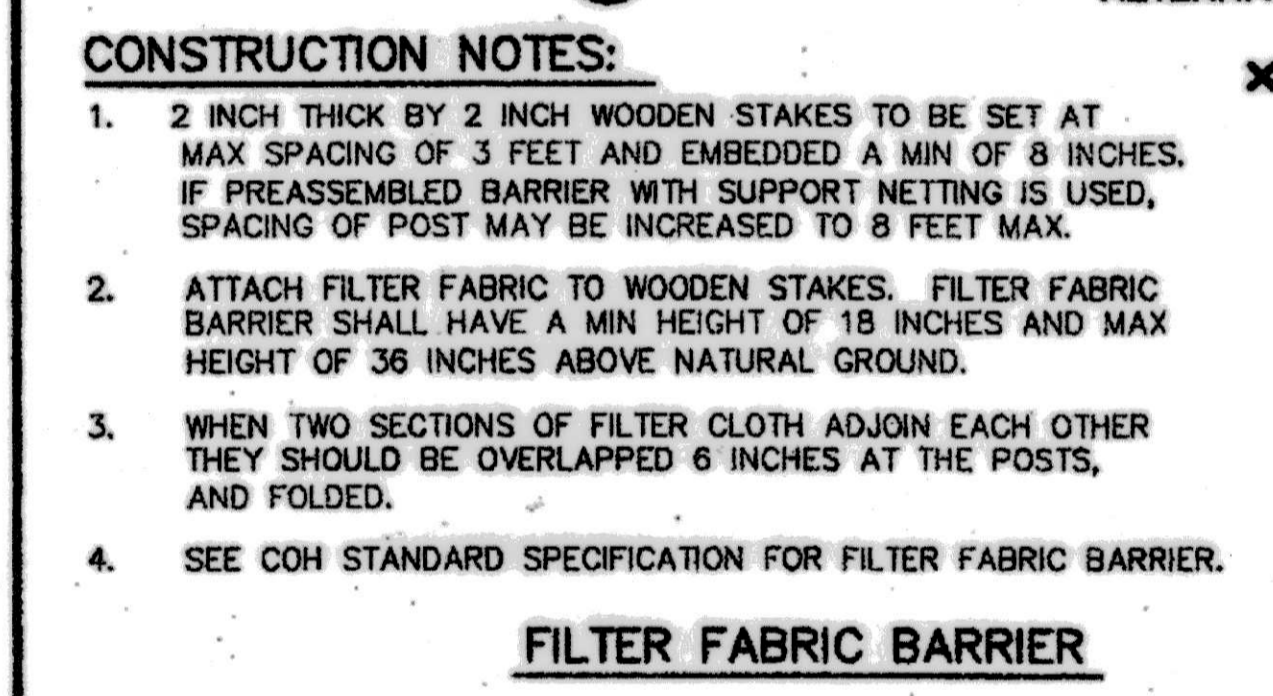 CONSTRUCTION NOTES:
1. 2 INCH THICK BY 2 INCH WOODEN STAKES TO BE SET AT
MAX SPACING OF 3 FEET AND EMBEDDED A MIN OF 8 INCHES.
IF PREASSEMBLED BARRIER WITH SUPPORT NETTING IS USED,
SPACING OF POST MAY BE INCREASED TO 8 FEET MAX.
2. ATTACH FILTER FABRIC TO WOODEN STAKES. FILTER FABRIC
BARRIER SHALL HAVE A MIN HEIGHT OF 18 INCHES AND MAX
HEIGHT OF 36 INCHES ABOVE NATURAL GROUND.
3. WHEN TWO SECTIONS OF FILTER CLOTH ADJOIN EACH OTHER
THEY SHOULD BE OVERLAPPED 6 INCHES AT THE POSTS,
AND FOLDED.
4. SEE COH STANDARD SPECIFICATION FOR FILTER FABRIC BARRIER.
FILTER FABRIC BARRIER